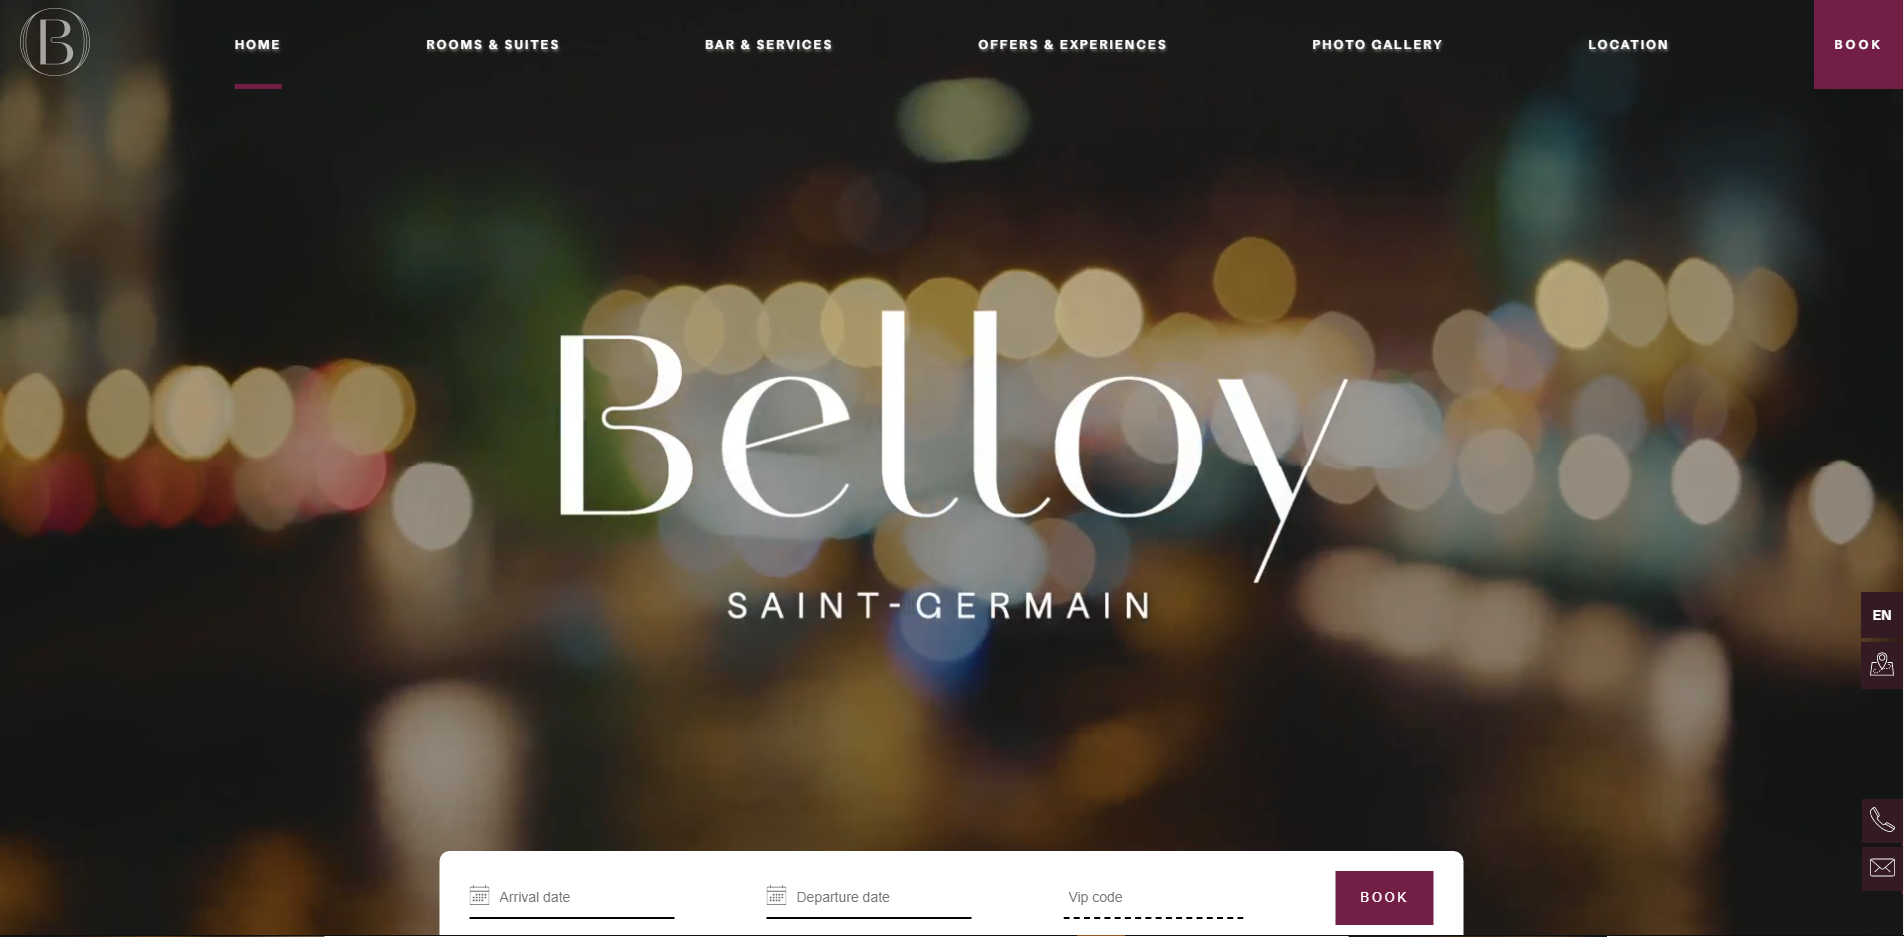 B
HOME
ROOMS & SUITES
BAR & SERVICES
OFFERS & EXPERIENCES
PHOTO GALLERY
LOCATION
BOOK
Belloy
SAINT-GERMAIN
EN
Arrival date
Departure date
Vip code
BOOK